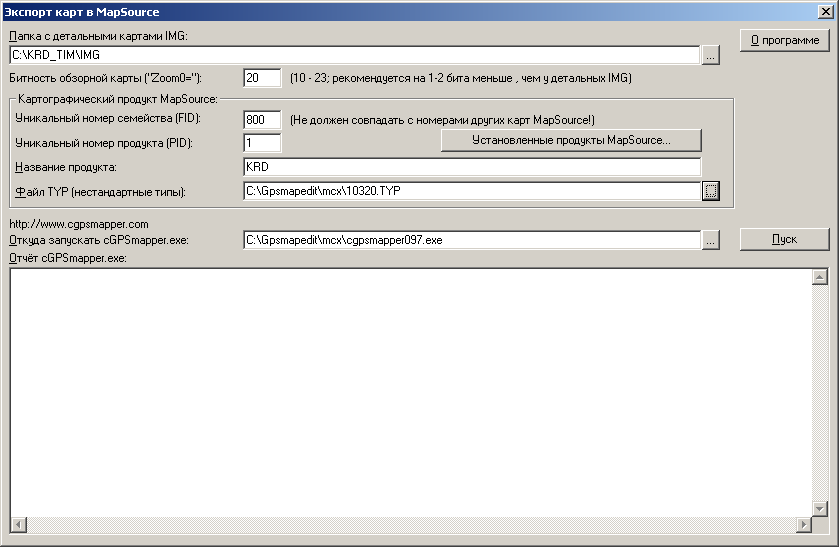 Экспорт карт в MapSource
Папка с детальными картами IMG:
C:\KRD_TIM\IMG
...
О программе
Битность обзорной карты ("Zoom0="):
20
(10 - 23; рекомендуется на 1-2 бита меньше , чем у детальных IMG)
Картографический продукт MapSource:
Уникальный номер семейства (FID):
800
(Не должен совпадать с номерами других карт MapSource!)
Уникальный номер продукта (PID):
1
Установленные продукты MapSource...
Название продукта:
KRD
Файл TYP (нестандартные типы):
C:\Gpsmapedit\mcx\10320.TYP
http://www.cgpsmapper.com
Откуда запускать cGPSmapper.exe:
C:\Gpsmapedit\mcx\cgpsmapper097.exe
...
Пуск
Отчёт cGPSmapper.exe: